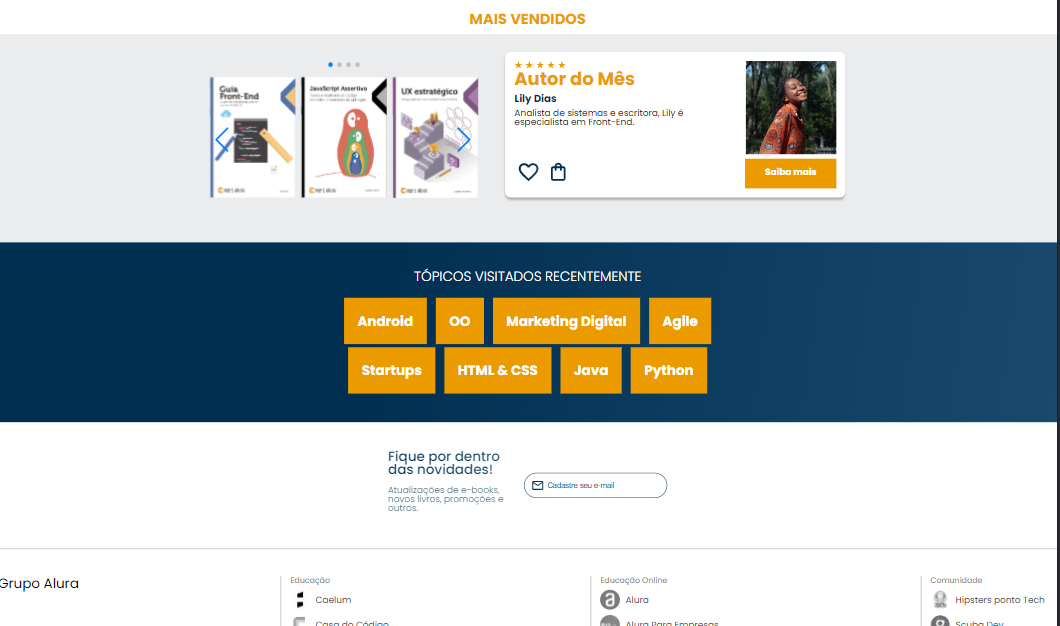 MAIS VENDIDOS
Guia
Front-End
JavaScript Assertivo
UX estratégico
★ ★ ★ ★ ★
Autor do Mês
Lily Dias
Analista de sistemas e escritora, Lily é
especialista em Front-End.
Saiba mais
TÓPICOS VISITADOS RECENTEMENTE
Android
OO
Marketing Digital
Agile
Startups
HTML & CSS
Java
Python
Fique por dentro
das novidades!
Atualizações de e-books,
novos livros, promoções e
outros.
Cadastre seu e-mail
Grupo Alura
Educação
Caelum
Casa do Código
Educação Online
Alura
Alura Para Empresas
Comunidade
Hipsters ponto Tech
Scuba Dev